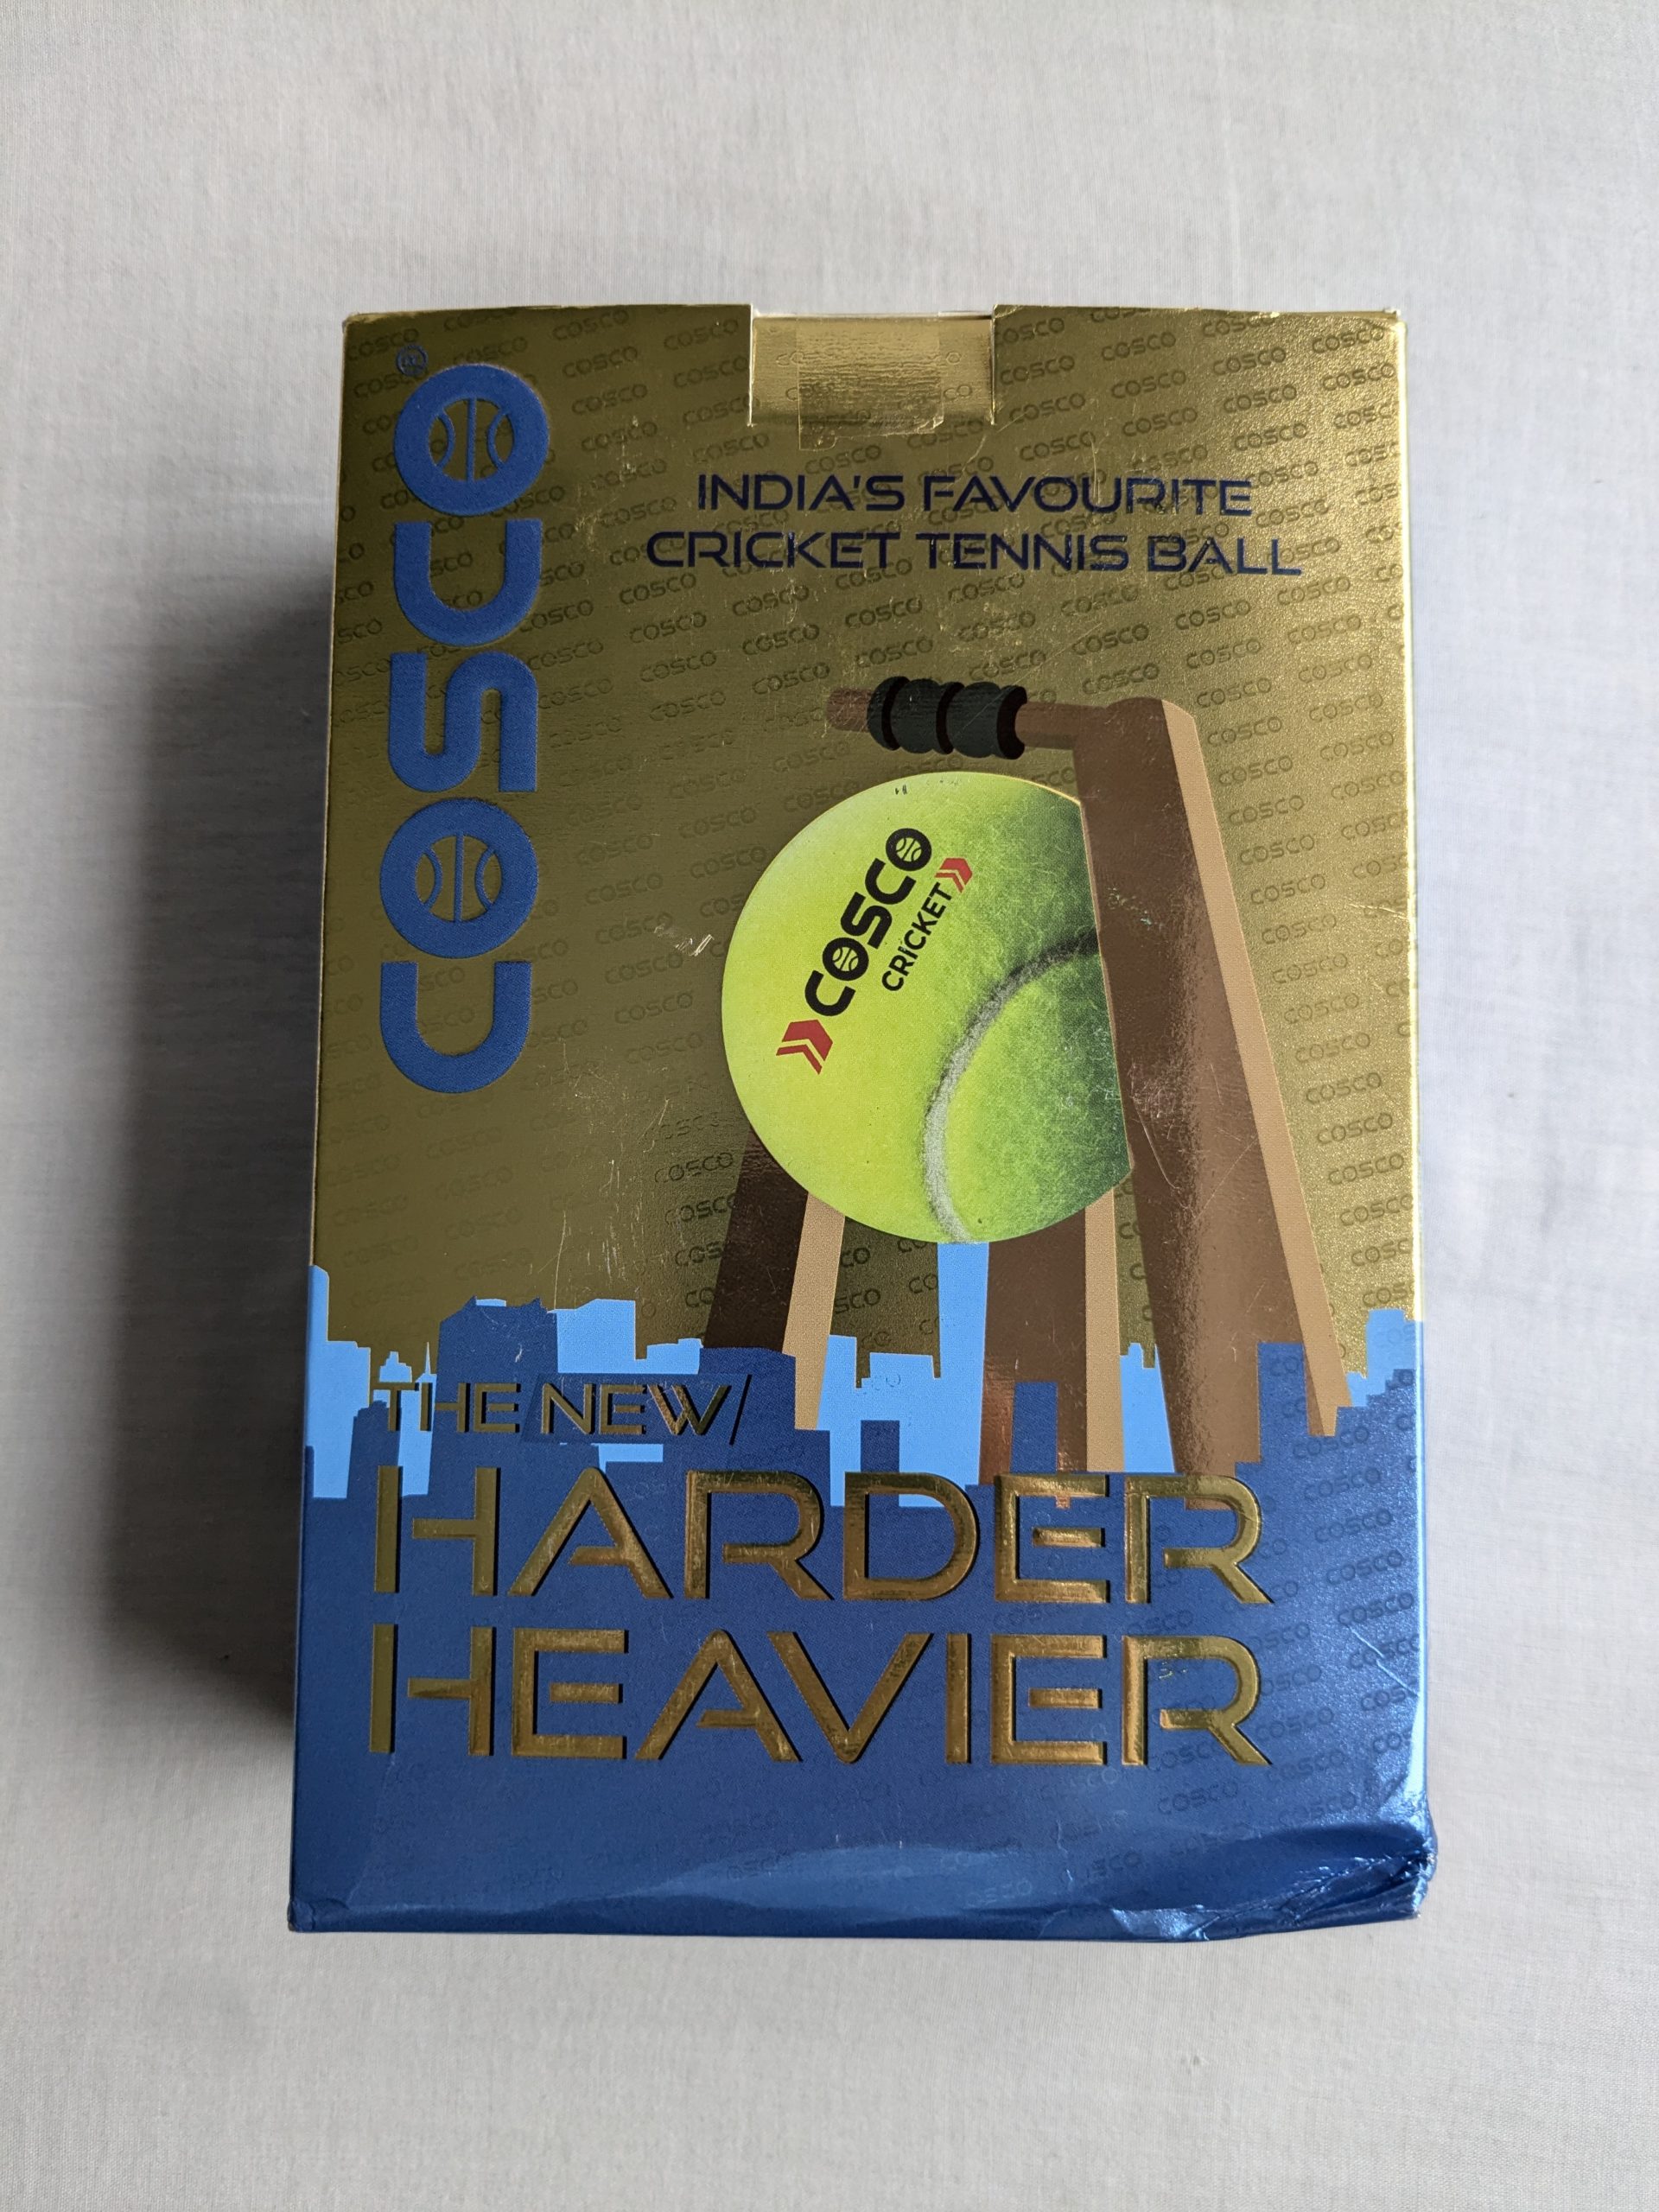 COSCO®
INDIA'S FAVOURITE
CRICKET TENNIS BALL
COSCO
CRICKET
THE NEW/
HARDER
HEAVIER